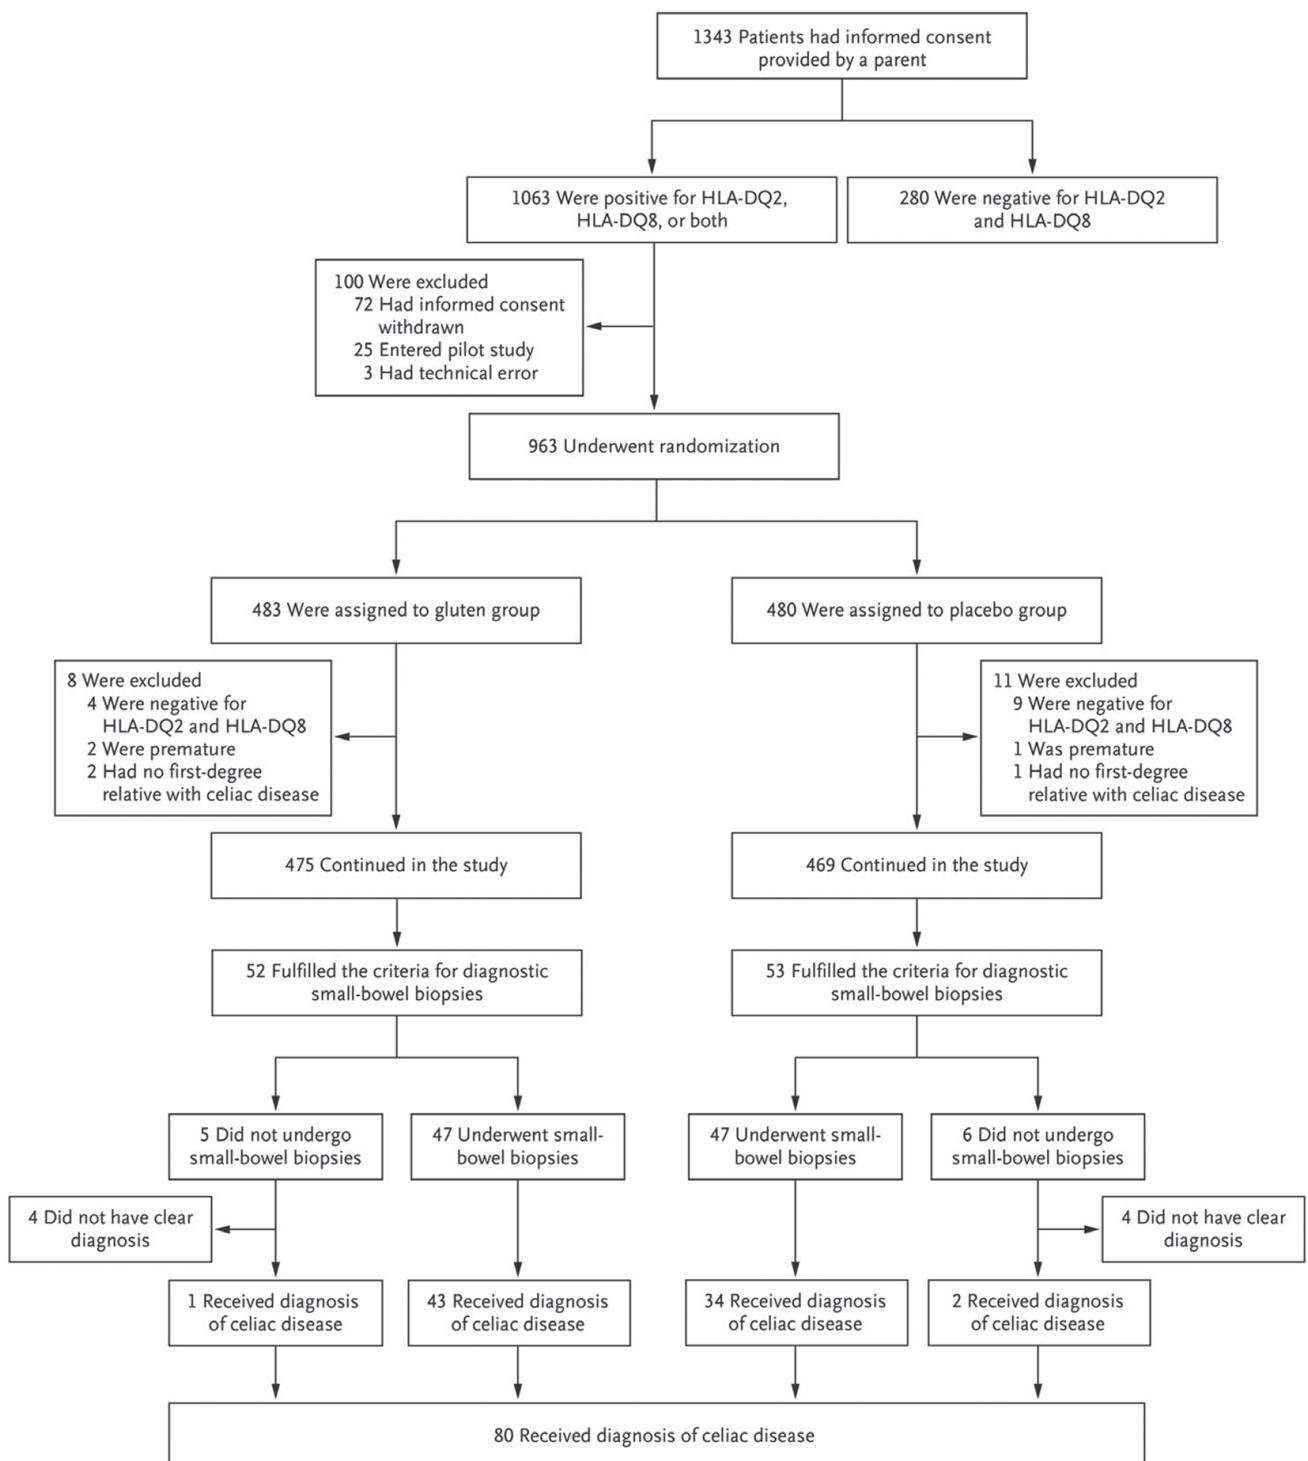 1343 Patients had informed consent
provided by a parent
1063 Were positive for HLA-DQ2,
HLA-DQ8, or both
280 Were negative for HLA-DQ2
and HLA-DQ8
100 Were excluded
72 Had informed consent
withdrawn
25 Entered pilot study
3 Had technical error
963 Underwent randomization
483 Were assigned to gluten group
480 Were assigned to placebo group
8 Were excluded
4 Were negative for
HLA-DQ2 and HLA-DQ8
2 Were premature
2 Had no first-degree
relative with celiac disease
11 Were excluded
9 Were negative for
HLA-DQ2 and HLA-DQ8
1 Was premature
1 Had no first-degree
relative with celiac disease
475 Continued in the study
469 Continued in the study
52 Fulfilled the criteria for diagnostic
small-bowel biopsies
53 Fulfilled the criteria for diagnostic
small-bowel biopsies
5 Did not undergo
small-bowel biopsies
47 Underwent small-
bowel biopsies
47 Underwent small-
bowel biopsies
6 Did not undergo
small-bowel biopsies
4 Did not have clear
diagnosis
4 Did not have clear
diagnosis
1 Received diagnosis
of celiac disease
43 Received diagnosis
of celiac disease
34 Received diagnosis
of celiac disease
2 Received diagnosis
of celiac disease
80 Received diagnosis of celiac disease